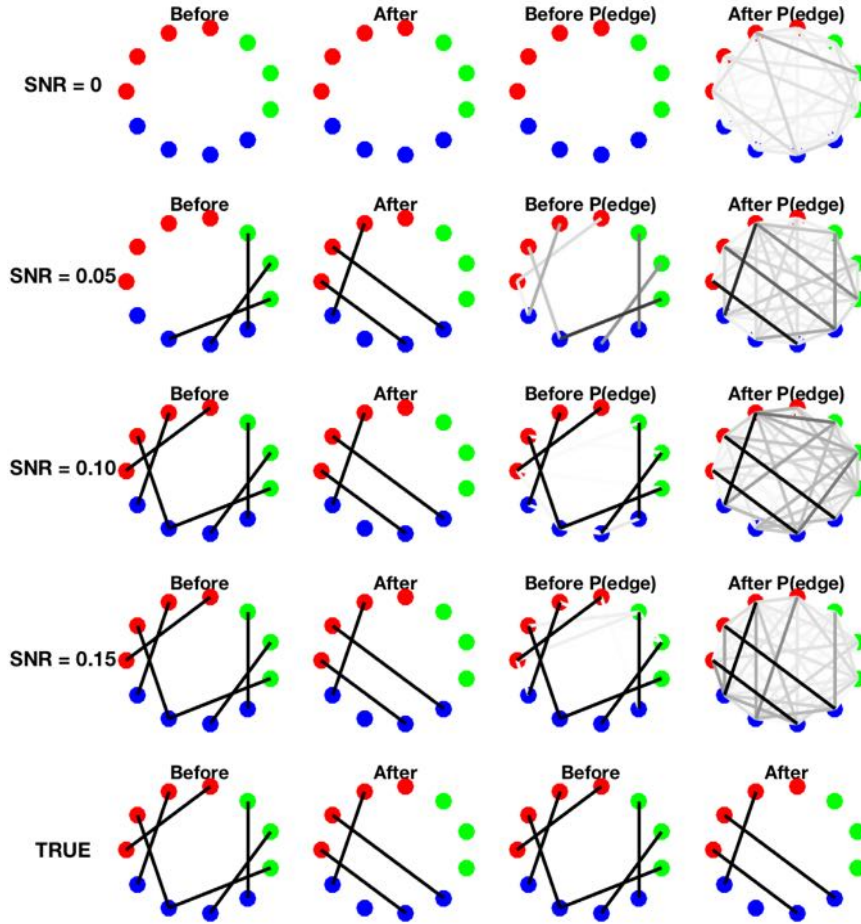 Before After Before P(edge) After P(edge)
SNR = 0
Before After Before P(edge) After P(edge)
SNR = 0.05
Before After Before P(edge) After P(edge)
SNR = 0.10
Before After Before P(edge) After P(edge)
SNR = 0.15
Before After Before After
TRUE